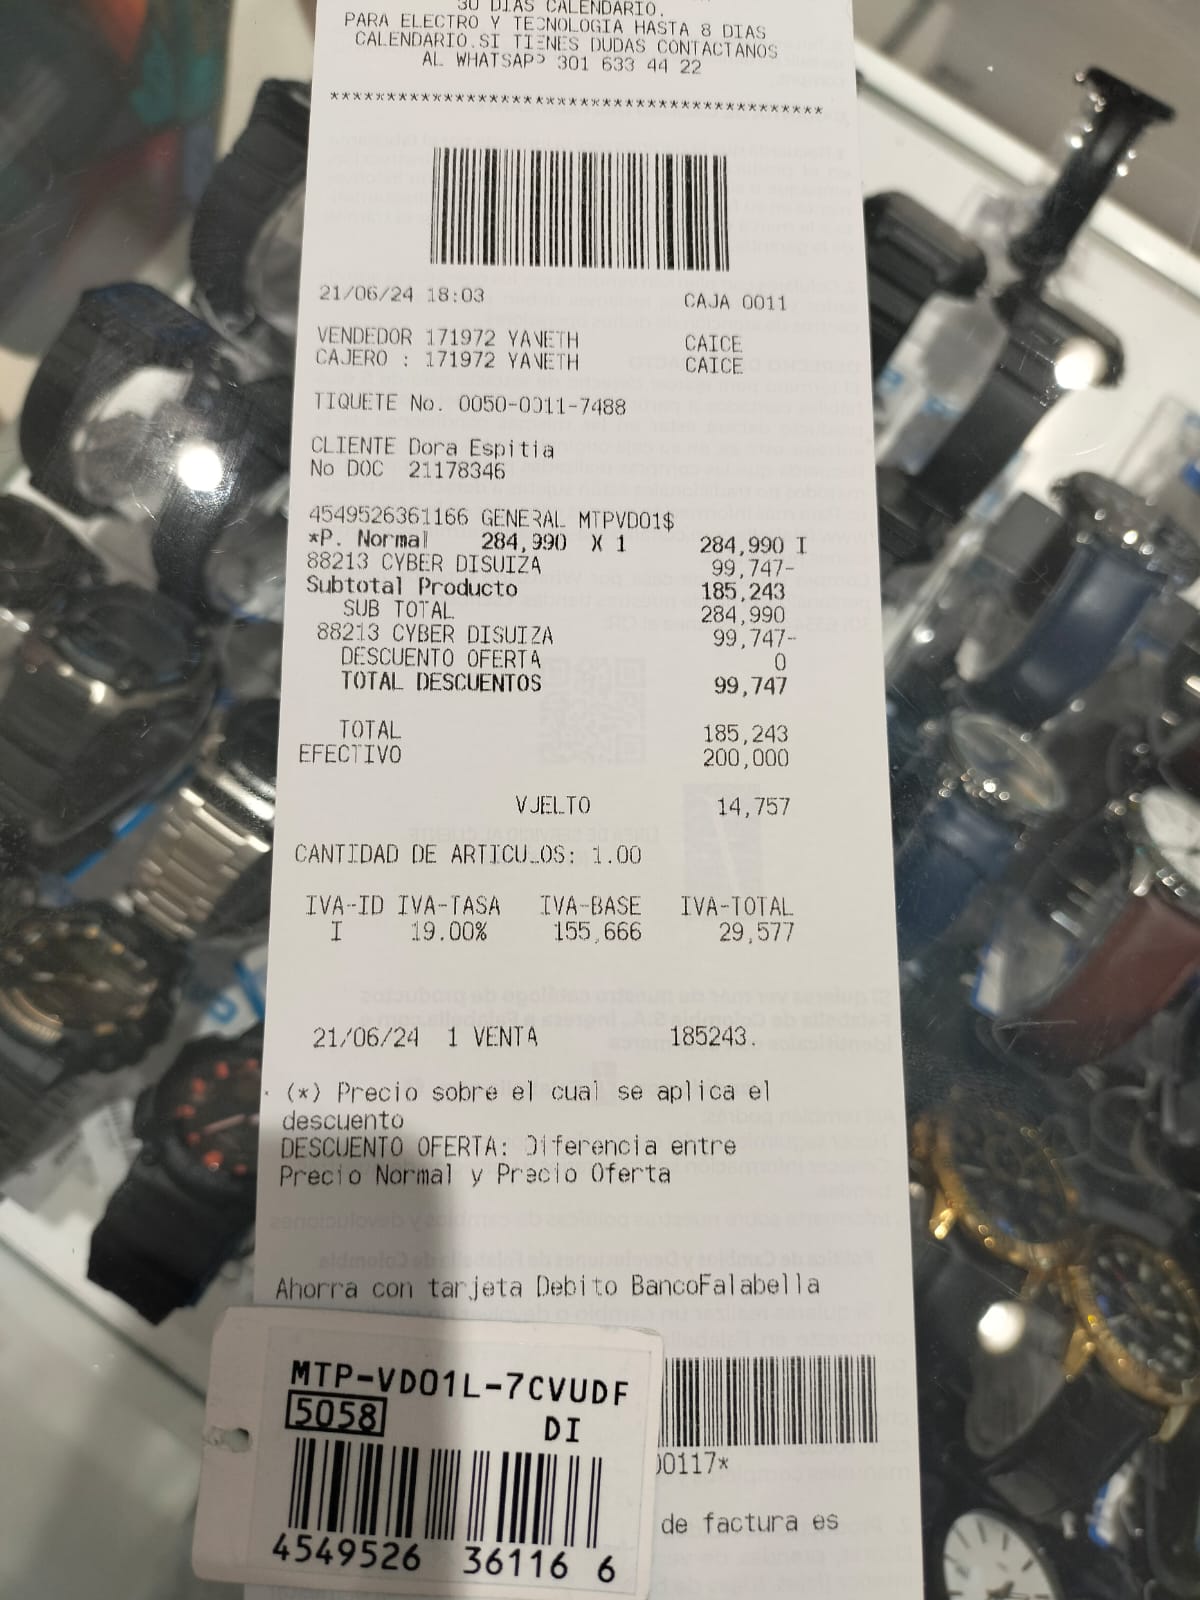 30 DIAS CALENDARIO.
PARA ELECTRO Y TECNOLOGIA HASTA 8 DIAS
CALENDARIO.SI TIENES DUDAS CONTACTANOS
AL WHATSAPP 301 633 44 22
********************************************
21/06/24 18:03 CAJA 0011
VENDEDOR 171972 YANETH CAICE
CAJERO : 171972 YANETH CAICE
TIQUETE No. 0050-0011-7488
CLIENTE Dora Espitia
No DOC 21178346
4549526361166 GENERAL MTPVD01$
*P. Normal 284,990 X 1 284,990 I
88213 CYBER DISUIZA 99,747-
Subtotal Producto 185,243
SUB TOTAL 284,990
88213 CYBER DISUIZA 99,747-
DESCUENTO OFERTA 0
TOTAL DESCUENTOS 99,747
TOTAL 185,243
EFECTIVO 200,000
VUELTO 14,757
CANTIDAD DE ARTICULOS: 1.00
IVA-ID IVA-TASA IVA-BASE IVA-TOTAL
I 19.00% 155,666 29,577
21/06/24 1 VENTA 185243.
(*) Precio sobre el cual se aplica el
descuento
DESCUENTO OFERTA: Diferencia entre
Precio Normal y Precio Oferta
Ahorra con tarjeta Debito BancoFalabella
MTP-VD01L-7CVUDF
5058 DI
4549526 36116 6
00117*
de factura es